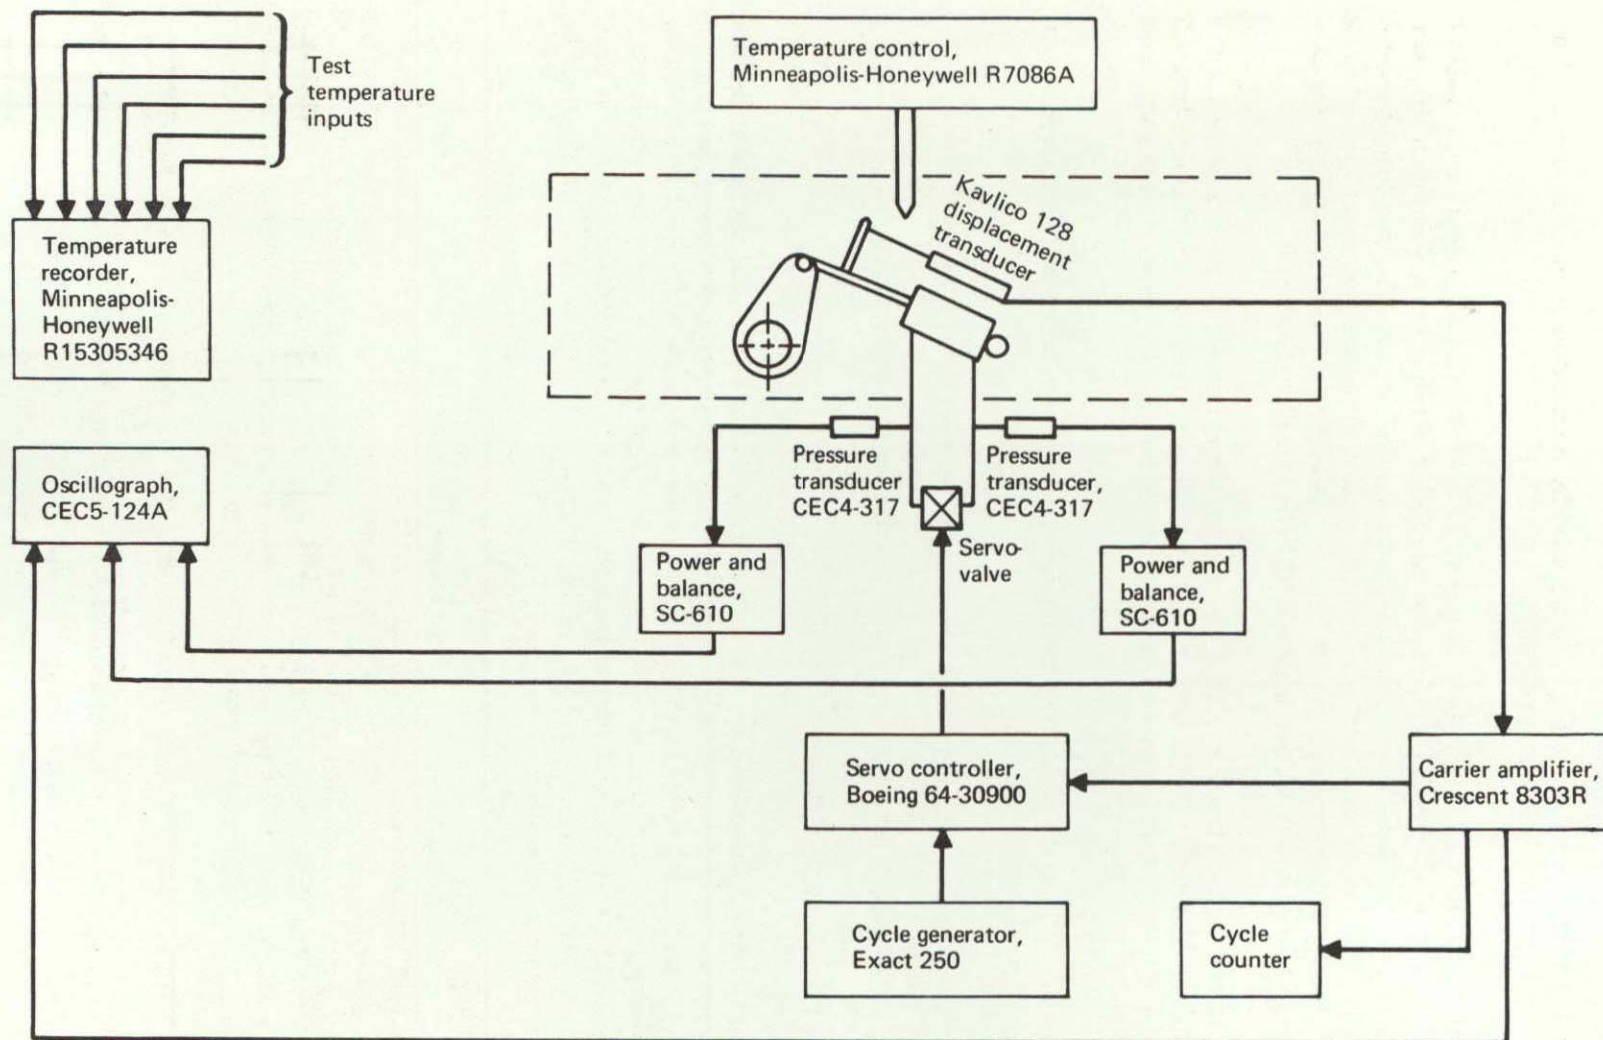 Test
temperature
inputs
Temperature control,
Minneapolis-Honeywell R7086A
Kavlico 128
displacement
transducer
Temperature
recorder,
Minneapolis-
Honeywell
R15305346
Oscillograph,
CEC5-124A
Pressure
transducer
CEC4-317
Pressure
transducer,
CEC4-317
Servo-
valve
Power and
balance,
SC-610
Power and
balance,
SC-610
Servo controller,
Boeing 64-30900
Carrier amplifier,
Crescent 8303R
Cycle generator,
Exact 250
Cycle
counter